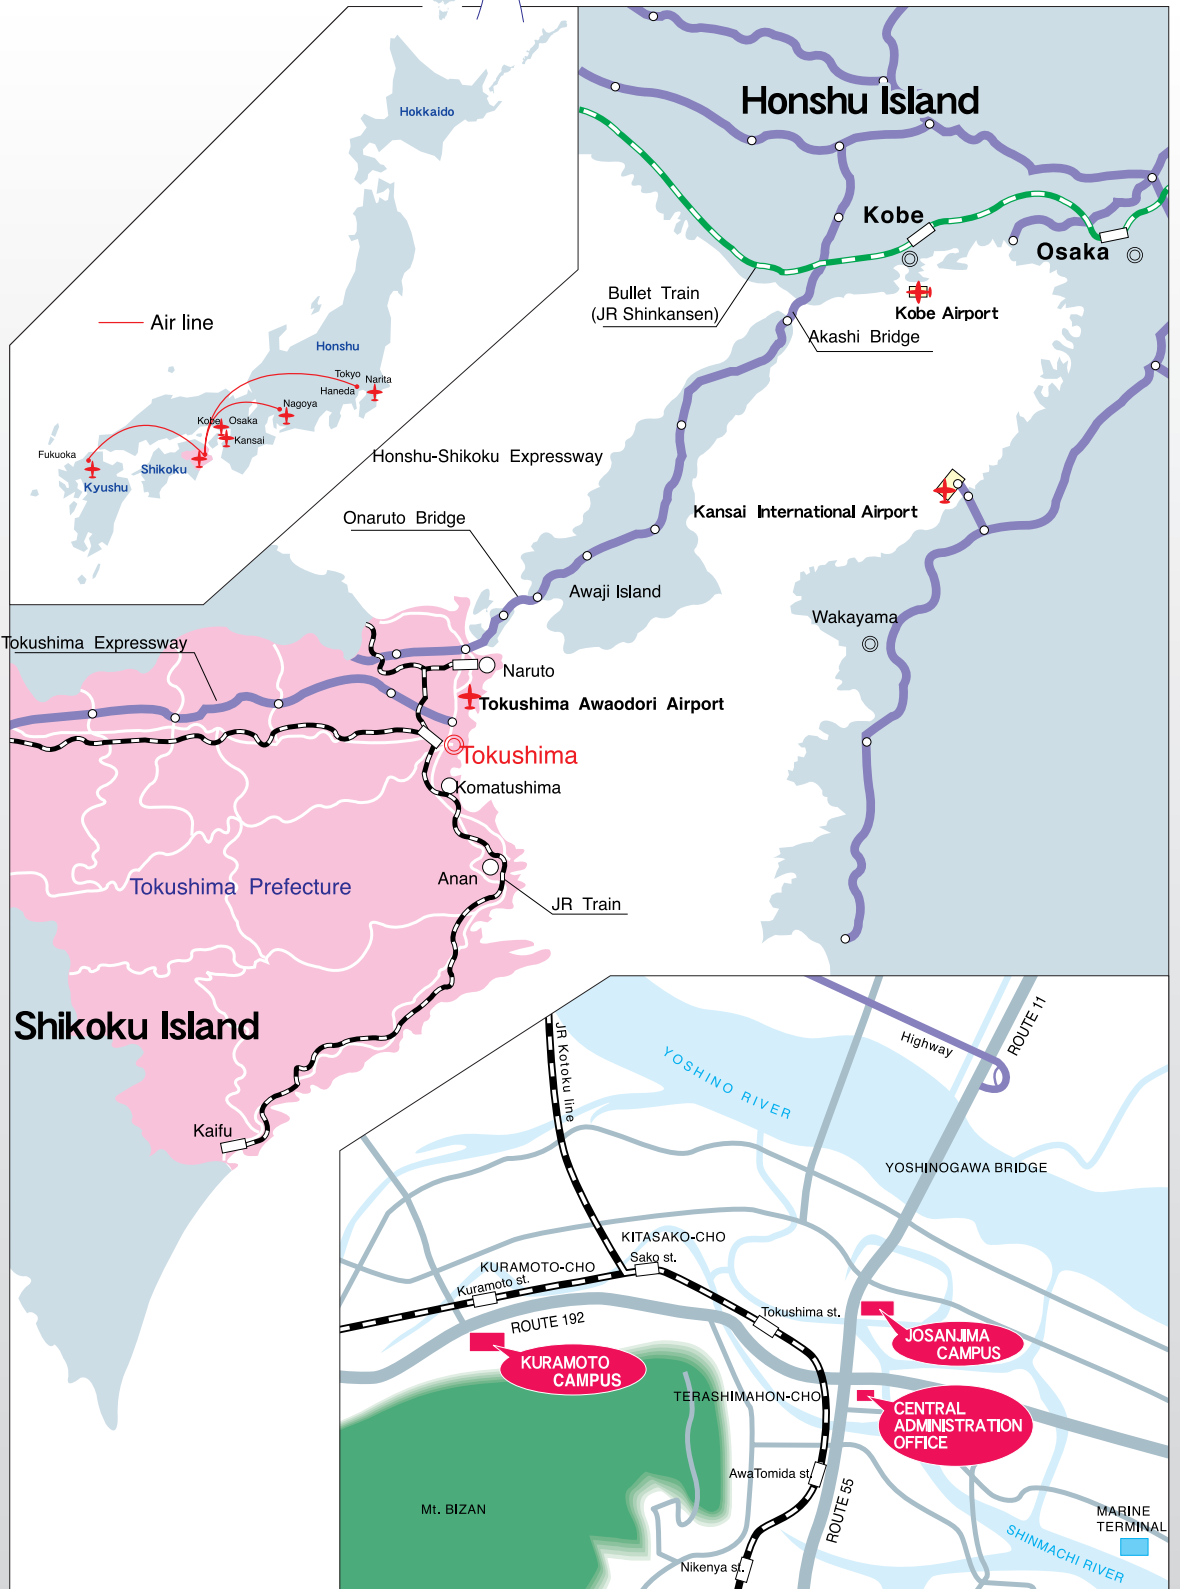 Hokkaido
Air line
Honshu
Tokyo
Haneda
Narita
Nagoya
Kobe
Osaka
Kansai
Fukuoka
Shikoku
Kyushu
Honshu Island
Kobe
Osaka
Bullet Train
(JR Shinkansen)
Kobe Airport
Akashi Bridge
Honshu-Shikoku Expressway
Kansai International Airport
Onaruto Bridge
Awaji Island
Wakayama
Tokushima Expressway
Naruto
Tokushima Awaodori Airport
Tokushima
Komatushima
Tokushima Prefecture
Anan
JR Train
Shikoku Island
Kaifu
JR Kotoku line
YOSHINO RIVER
Highway
ROUTE 11
YOSHINOGAWA BRIDGE
KITASAKO-CHO
Sako st.
KURAMOTO-CHO
Kuramoto st.
ROUTE 192
Tokushima st.
JOSANJIMA
CAMPUS
KURAMOTO
CAMPUS
TERASHIMAHON-CHO
CENTRAL
ADMINISTRATION
OFFICE
AwaTomida st.
ROUTE 55
Mt. BIZAN
MARINE
TERMINAL
SHINMACHI RIVER
Nikenya st.